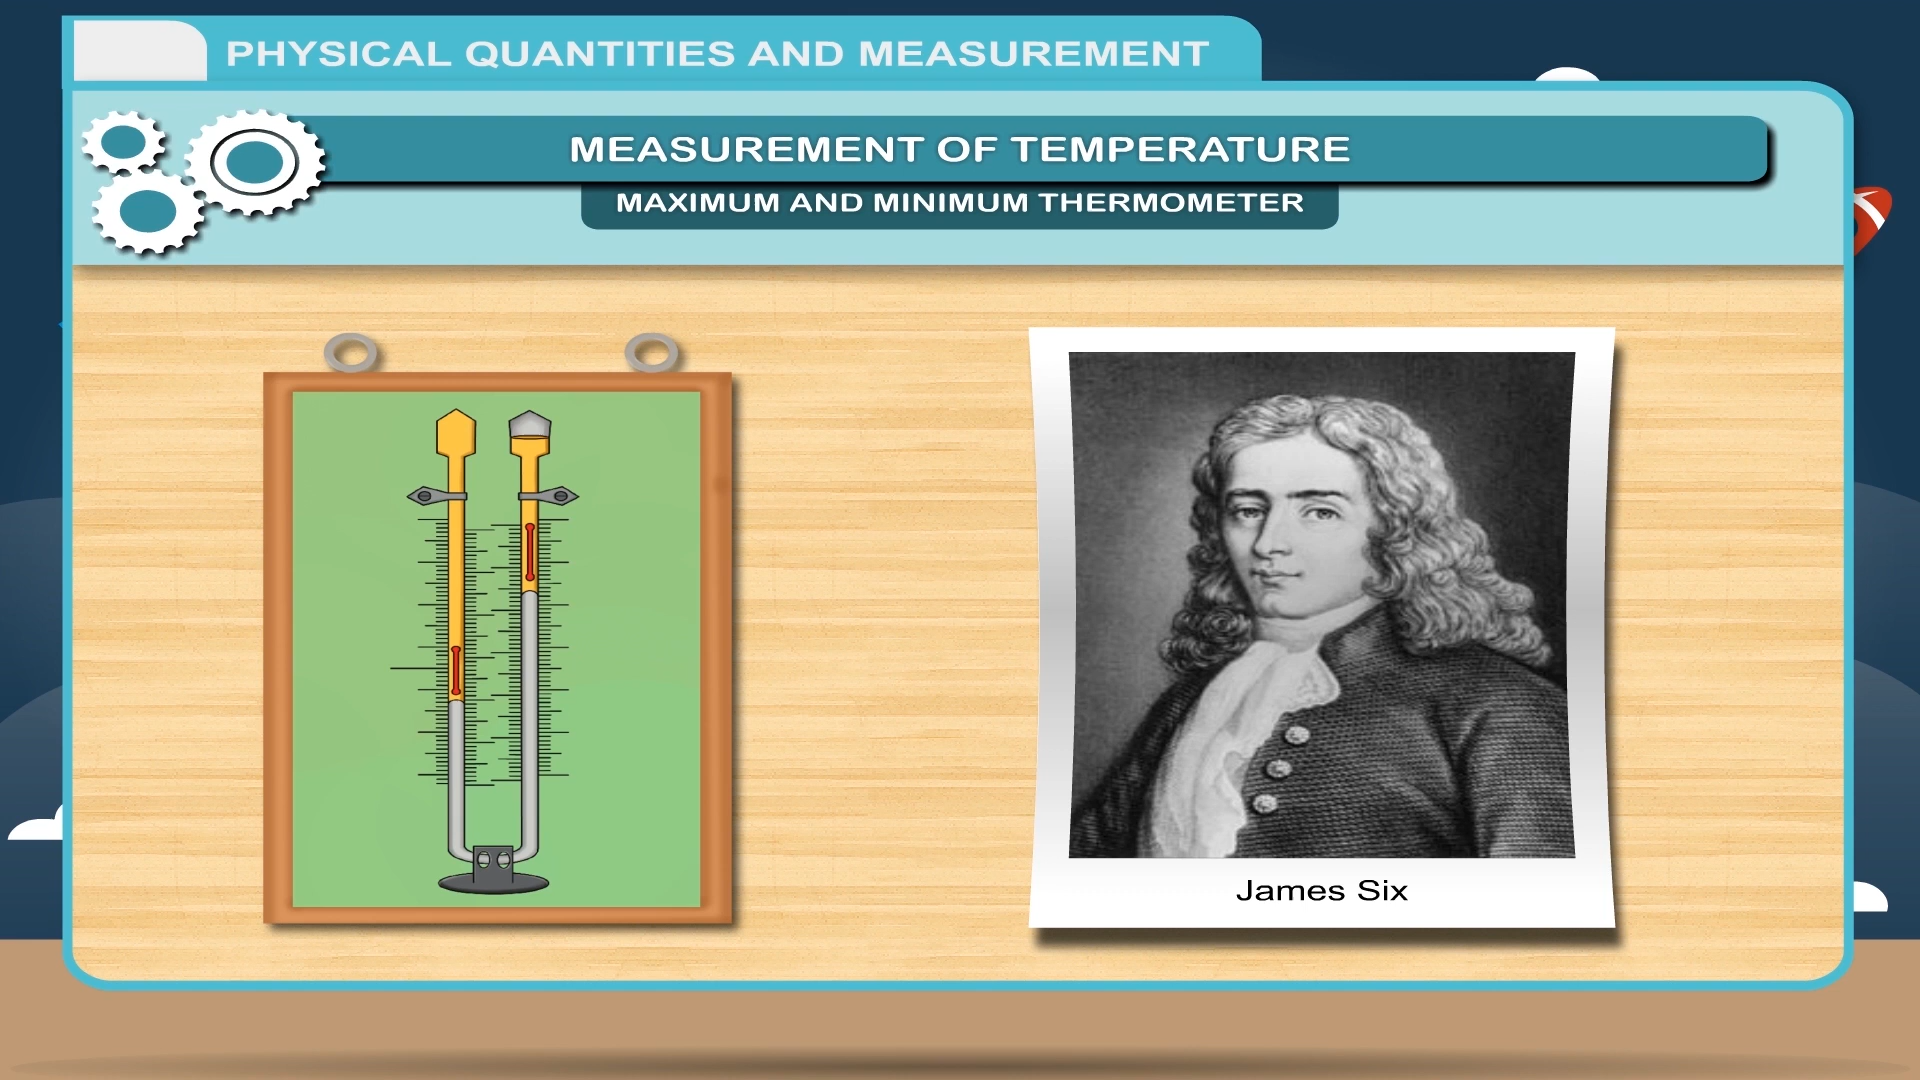 PHYSICAL QUANTITIES AND MEASUREMENT
MEASUREMENT OF TEMPERATURE
MAXIMUM AND MINIMUM THERMOMETER
James Six